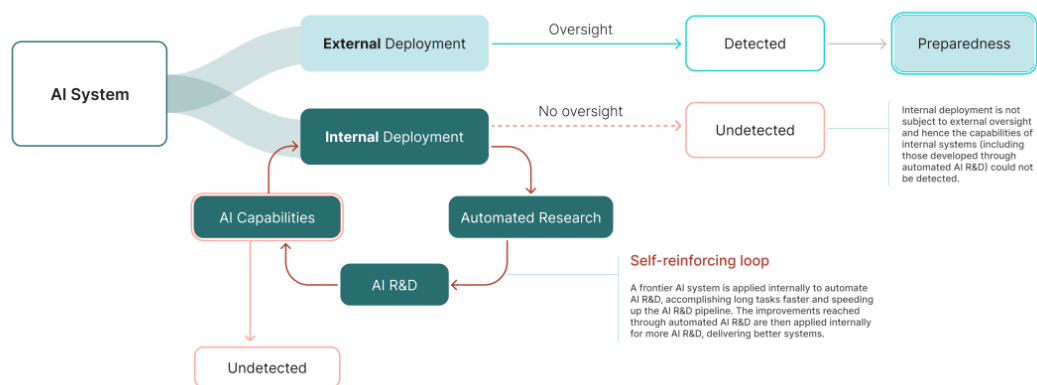 External Deployment
Oversight
Detected
Preparedness
AI System
Internal Deployment
No oversight
Undetected
Internal deployment is not
subject to external oversight
and hence the capabilities of
internal systems (including
those developed through
automated AI R&D) could not
be detected.
AI Capabilities
Automated Research
AI R&D
Self-reinforcing loop
A frontier AI system is applied internally to automate
AI R&D, accomplishing long tasks faster and speeding
up the AI R&D pipeline. The improvements reached
through automated AI R&D are then applied internally
for more AI R&D, delivering better systems.
Undetected